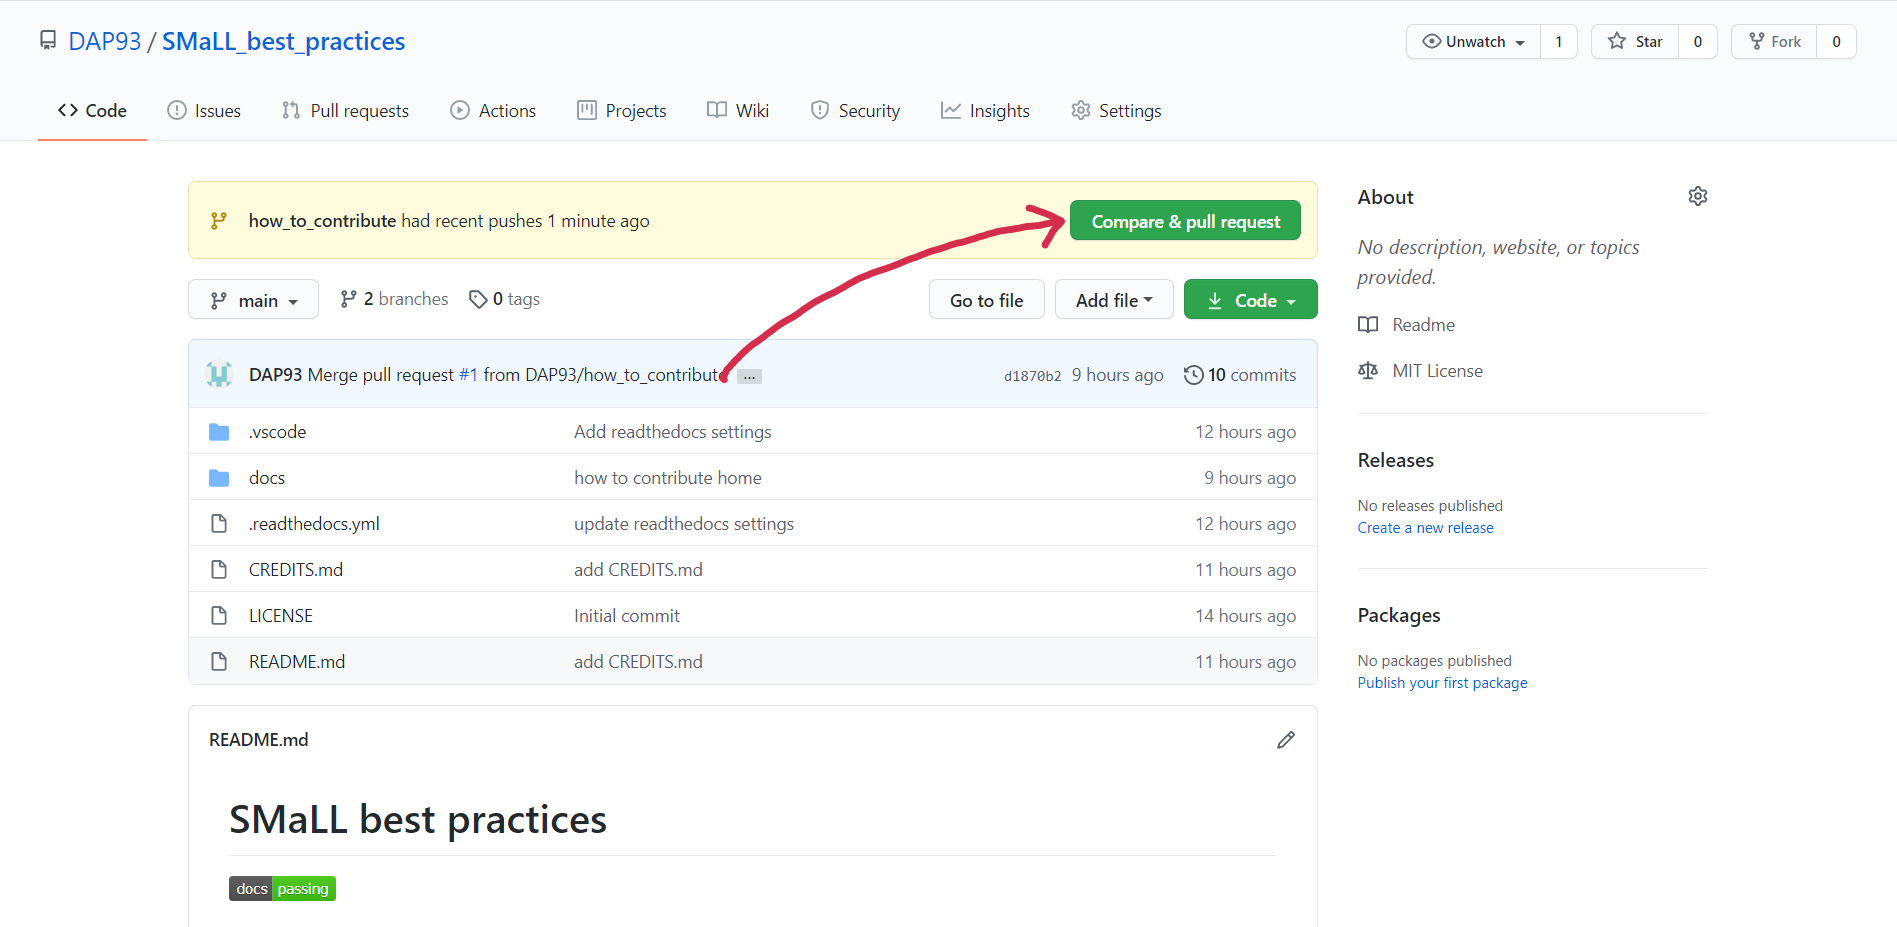 DAP93 / SMaLL_best_practices
Unwatch 1 Star 0 Fork 0
Code Issues Pull requests Actions Projects Wiki Security Insights Settings
how_to_contribute had recent pushes 1 minute ago Compare & pull request
main 2 branches 0 tags Go to file Add file Code
DAP93 Merge pull request #1 from DAP93/how_to_contribute ... d1870b2 9 hours ago 10 commits
.vscode Add readthedocs settings 12 hours ago
docs how to contribute home 9 hours ago
.readthedocs.yml update readthedocs settings 12 hours ago
CREDITS.md add CREDITS.md 11 hours ago
LICENSE Initial commit 14 hours ago
README.md add CREDITS.md 11 hours ago
README.md
SMaLL best practices
docs passing
About
No description, website, or topics
provided.
Readme
MIT License
Releases
No releases published
Create a new release
Packages
No packages published
Publish your first package